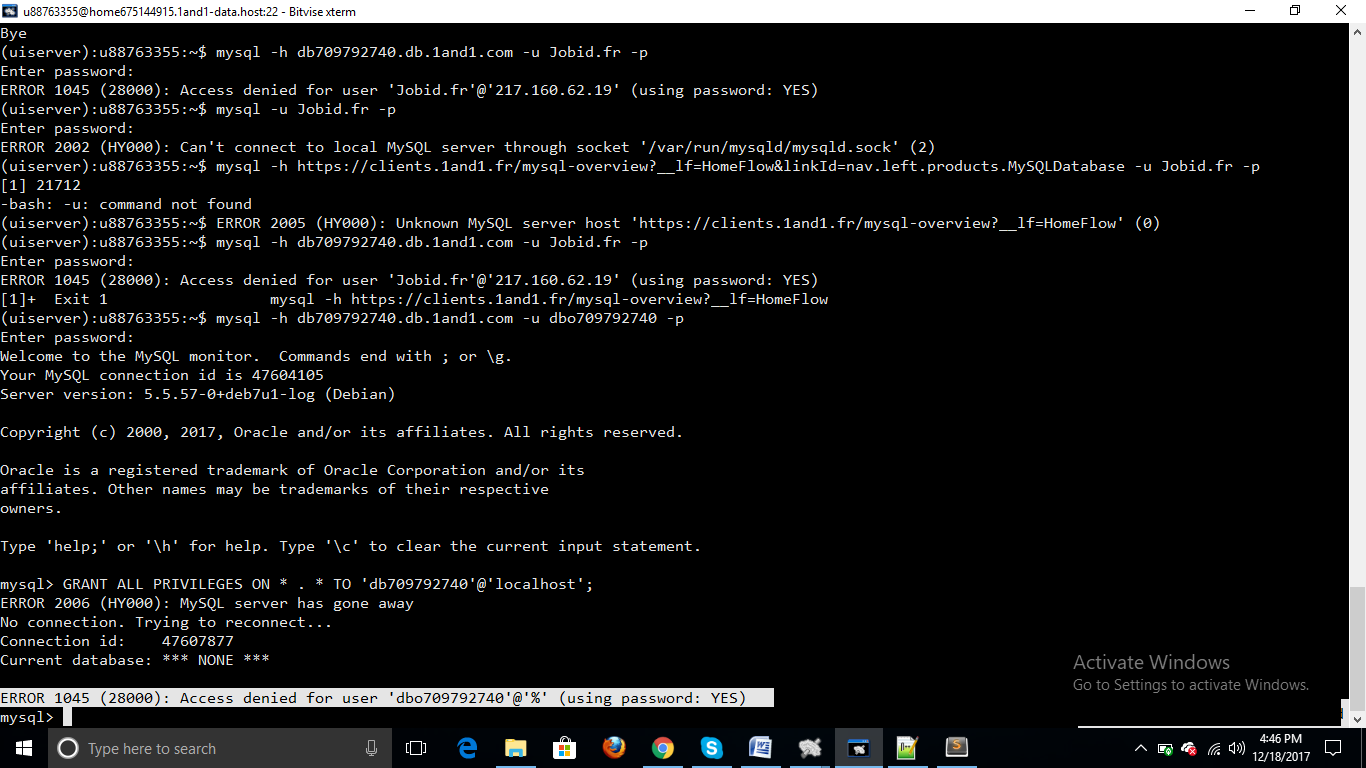 u88763355@home675144915.1and1-data.host:22 - Bitvise xterm
Bye
(uiserver):u88763355:~$ mysql -h db709792740.db.1and1.com -u Jobid.fr -p
Enter password:
ERROR 1045 (28000): Access denied for user 'Jobid.fr'@'217.160.62.19' (using password: YES)
(uiserver):u88763355:~$ mysql -u Jobid.fr -p
Enter password:
ERROR 2002 (HY000): Can't connect to local MySQL server through socket '/var/run/mysqld/mysqld.sock' (2)
(uiserver):u88763355:~$ mysql -h https://clients.1and1.fr/mysql-overview?__lf=HomeFlow&linkId=nav.left.products.MySQLDatabase -u Jobid.fr -p
[1] 21712
-bash: -u: command not found
(uiserver):u88763355:~$ ERROR 2005 (HY000): Unknown MySQL server host 'https://clients.1and1.fr/mysql-overview?__lf=HomeFlow' (0)
(uiserver):u88763355:~$ mysql -h db709792740.db.1and1.com -u Jobid.fr -p
Enter password:
ERROR 1045 (28000): Access denied for user 'Jobid.fr'@'217.160.62.19' (using password: YES)
[1]+  Exit 1                  mysql -h https://clients.1and1.fr/mysql-overview?__lf=HomeFlow
(uiserver):u88763355:~$ mysql -h db709792740.db.1and1.com -u dbo709792740 -p
Enter password:
Welcome to the MySQL monitor.  Commands end with ; or \g.
Your MySQL connection id is 47604105
Server version: 5.5.57-0+deb7u1-log (Debian)
Copyright (c) 2000, 2017, Oracle and/or its affiliates. All rights reserved.
Oracle is a registered trademark of Oracle Corporation and/or its
affiliates. Other names may be trademarks of their respective
owners.
Type 'help;' or '\h' for help. Type '\c' to clear the current input statement.
mysql> GRANT ALL PRIVILEGES ON * . * TO 'db709792740'@'localhost';
ERROR 2006 (HY000): MySQL server has gone away
No connection. Trying to reconnect...
Connection id:    47607877
Current database: *** NONE ***
ERROR 1045 (28000): Access denied for user 'dbo709792740'@'%' (using password: YES)
mysql>
Activate Windows
Go to Settings to activate Windows.
Type here to search
4:46 PM
12/18/2017